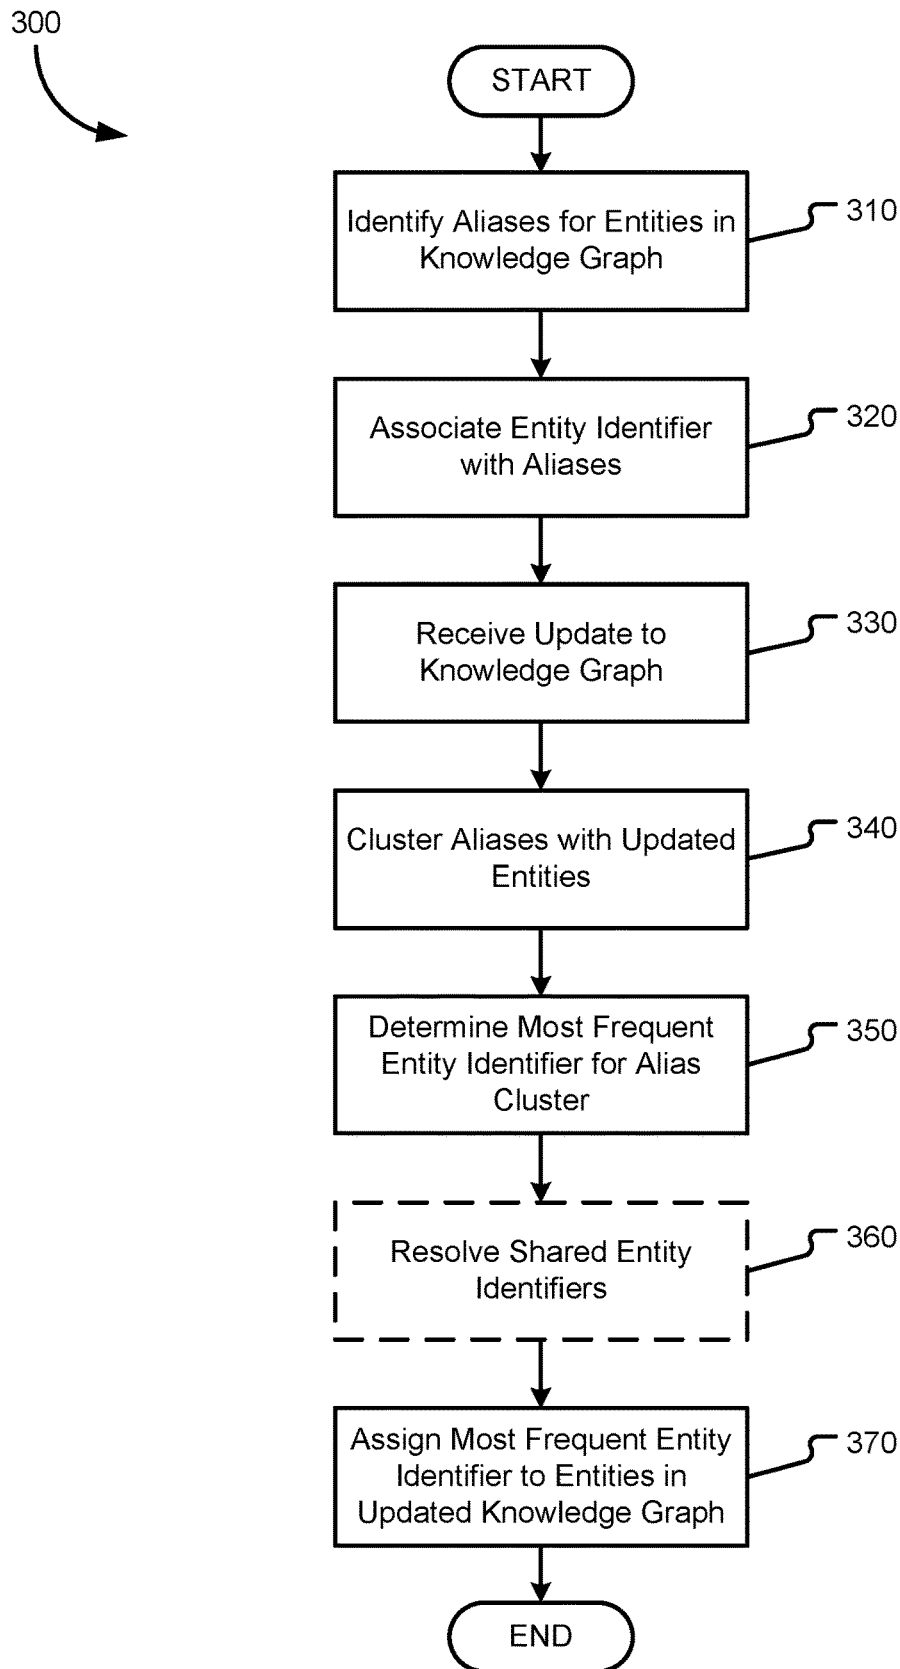 300
START
Identify Aliases for Entities in
Knowledge Graph
310
Associate Entity Identifier
with Aliases
320
Receive Update to
Knowledge Graph
330
Cluster Aliases with Updated
Entities
340
Determine Most Frequent
Entity Identifier for Alias
Cluster
350
Resolve Shared Entity
Identifiers
360
Assign Most Frequent Entity
Identifier to Entities in
Updated Knowledge Graph
370
END